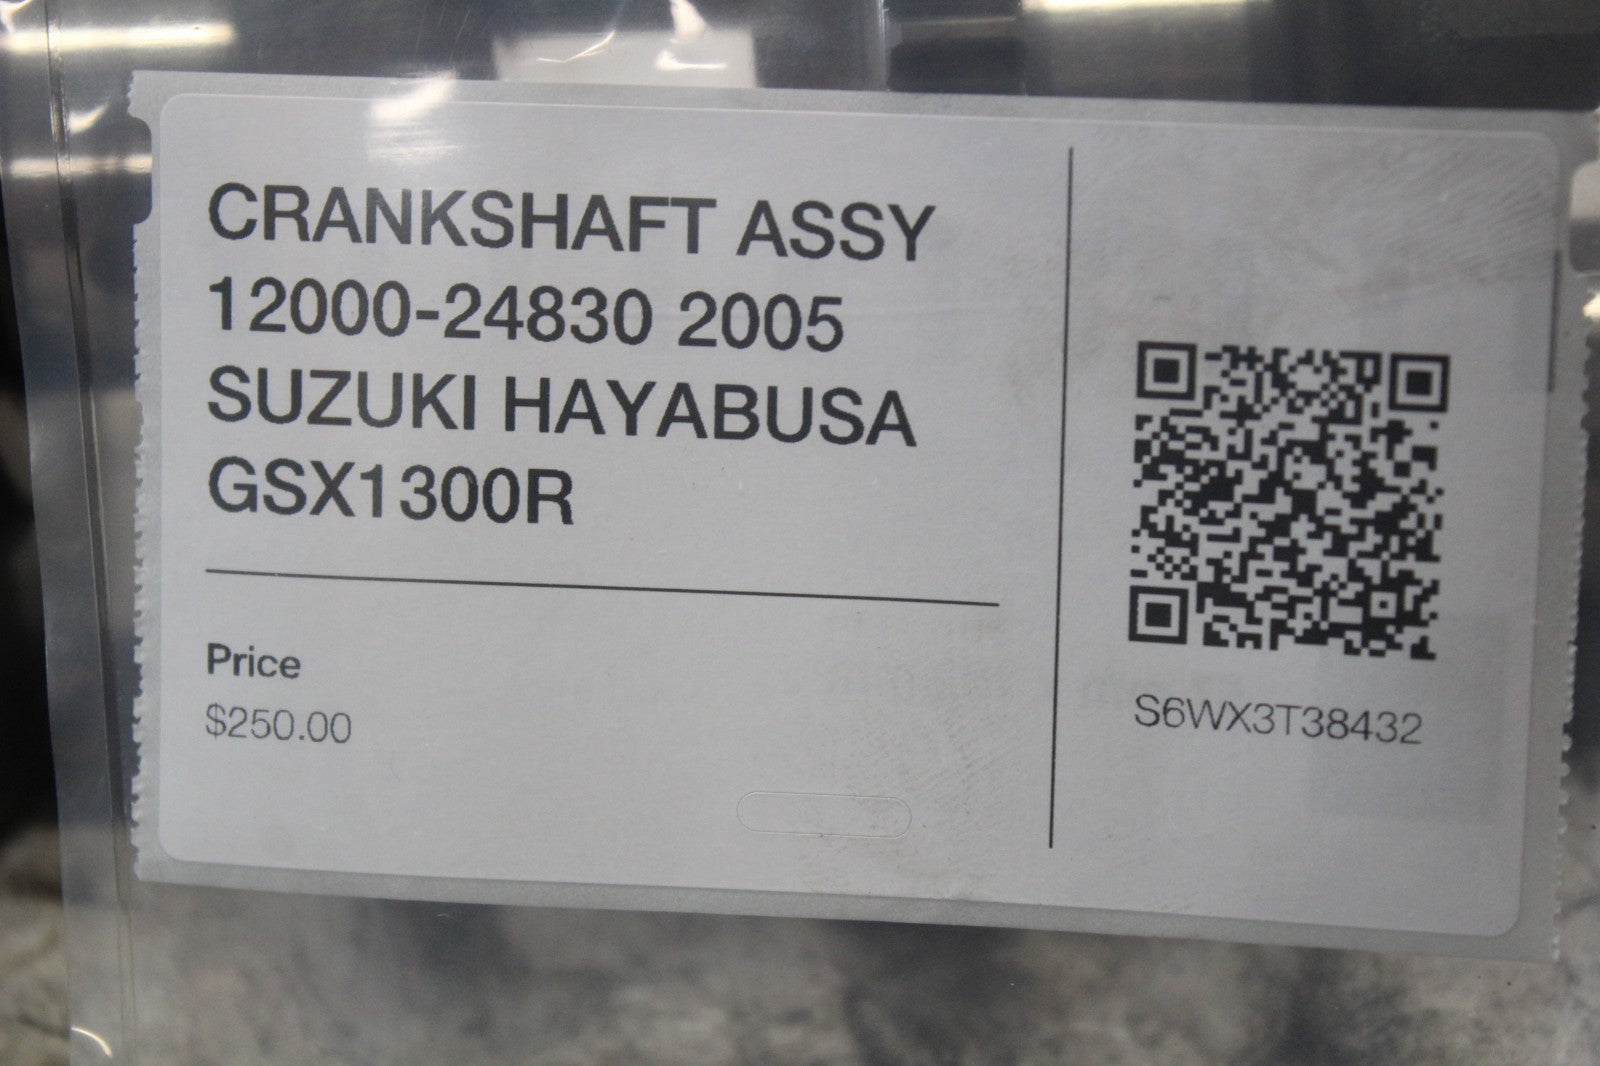 CRANKSHAFT ASSY
12000-24830 2005
SUZUKI HAYABUSA
GSX1300R
Price
$250.00
S6WX3T38432